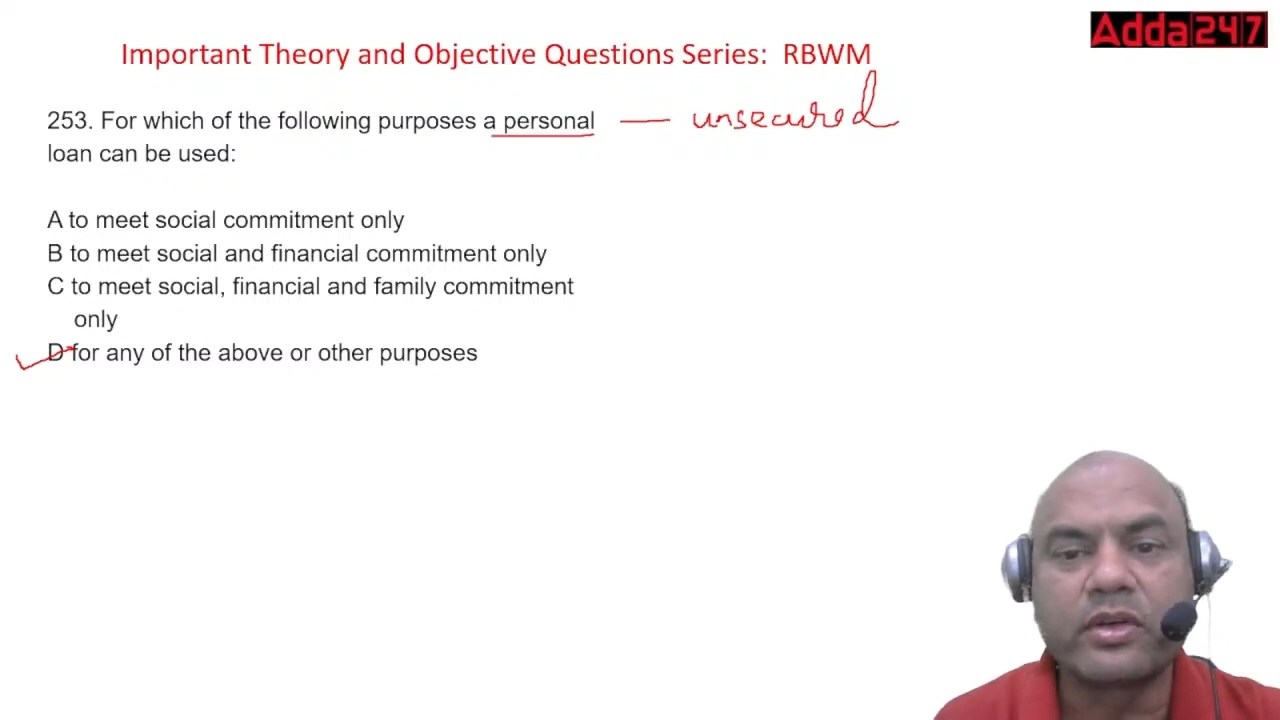 Adda247
Important Theory and Objective Questions Series: RBWM
253. For which of the following purposes a personal — unsecured
loan can be used:
A to meet social commitment only
B to meet social and financial commitment only
C to meet social, financial and family commitment
only
D for any of the above or other purposes